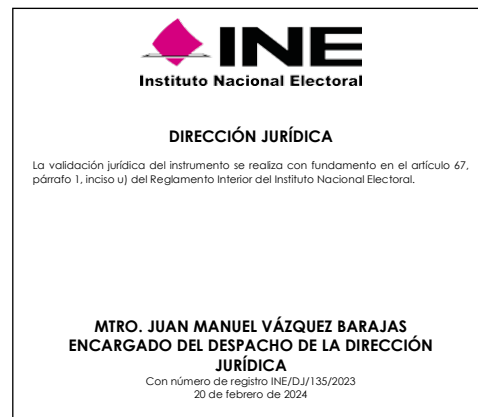 INE
Instituto Nacional Electoral
DIRECCIÓN JURÍDICA
La validación jurídica del instrumento se realiza con fundamento en el artículo 67,
párrafo 1, inciso u) del Reglamento Interior del Instituto Nacional Electoral.
MTRO. JUAN MANUEL VÁZQUEZ BARAJAS
ENCARGADO DEL DESPACHO DE LA DIRECCIÓN
JURÍDICA
Con número de registro INE/DJ/135/2023
20 de febrero de 2024